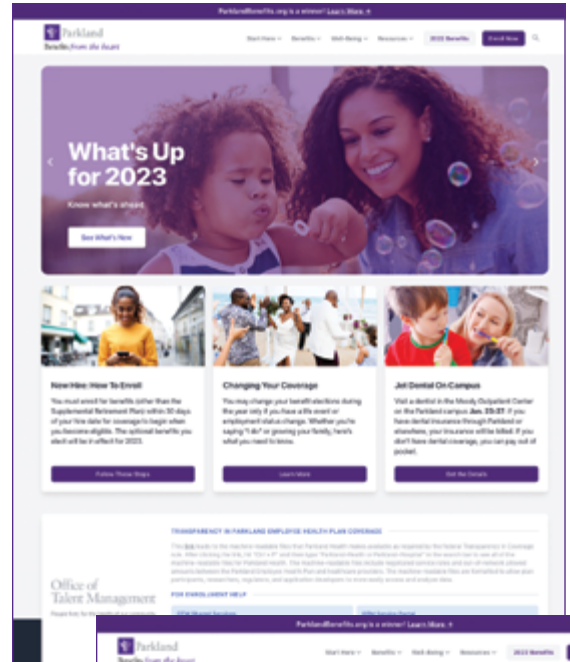 ParklandBenefits.org is a winner! Learn More →
Parkland
Benefits from the heart
Start Here Benefits Well-Being Resources 2023 Benefits Enroll Now
What's Up
for 2023
Know what's ahead
See What's New
New Hire: How To Enroll
You must enroll for benefits (other than the
Supplemental Retirement Plan) within 30 days
of your hire date for coverage to begin when
you become eligible. The optional benefits you
elect will be in effect for 2023.
Follow These Steps
Changing Your Coverage
You may change your benefit elections during
the year only if you have a life event or
employment status change. Whether you're
saying "I do" or growing your family, here's
what you need to know.
Learn More
Jet Dental On Campus
Visit a dentist in the Moody Outpatient Center
on the Parkland campus Jan. 23-27. If you
have dental insurance through Parkland or
elsewhere, your insurance will be billed. If you
don't have dental coverage, you can pay out of
pocket.
Get the Details
Office of
Talent Management
TRANSPARENCY IN PARKLAND EMPLOYEE HEALTH PLAN COVERAGE
FOR ENROLLMENT HELP
ParklandBenefits.org is a winner! Learn More →
Parkland
Benefits from the heart
Start Here Benefits Well-Being Resources 2023 Benefits